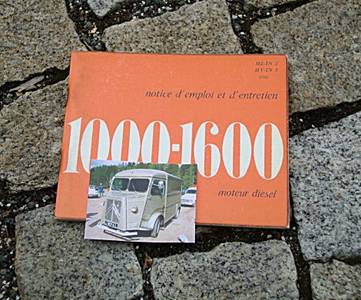 notice d'emploi et d'entretien
1000-1600
moteur diesel